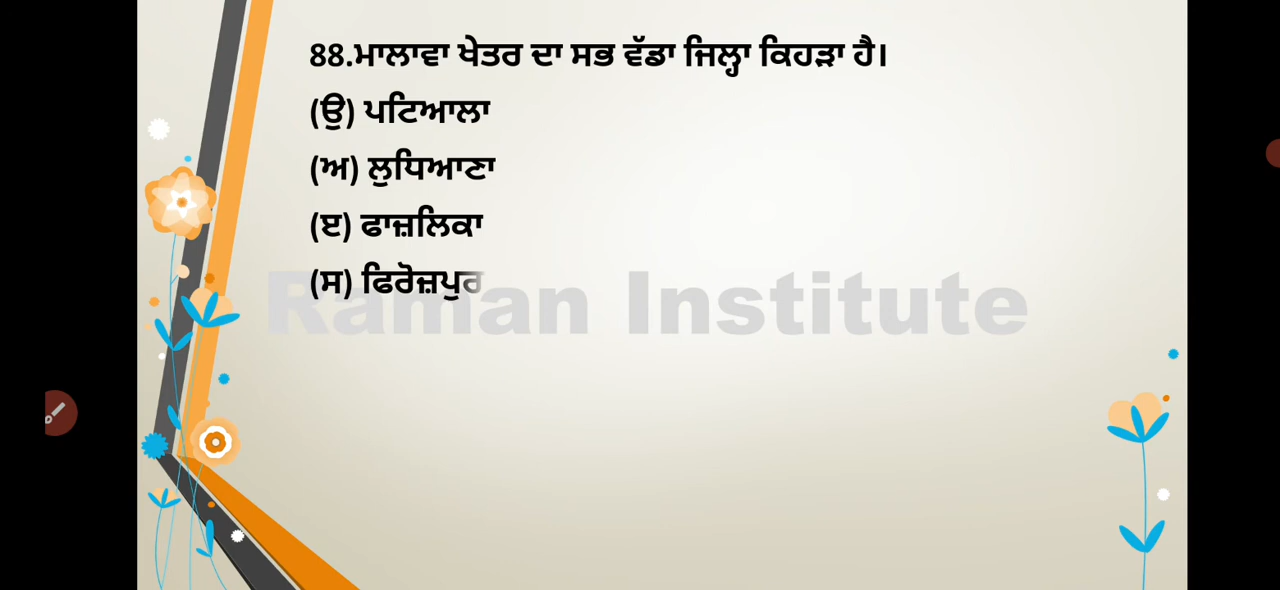 88.ਮਾਲਾਵਾ ਖੇਤਰ ਦਾ ਸਭ ਵੱਡਾ ਜਿਲ੍ਹਾ ਕਿਹੜਾ ਹੈ।
(ੳ) ਪਟਿਆਲਾ
(ਅ) ਲੁਧਿਆਣਾ
(ੲ) ਫਾਜ਼ਲਿਕਾ
(ਸ) ਫਿਰੋਜ਼ਪੁਰ
Raman Institute